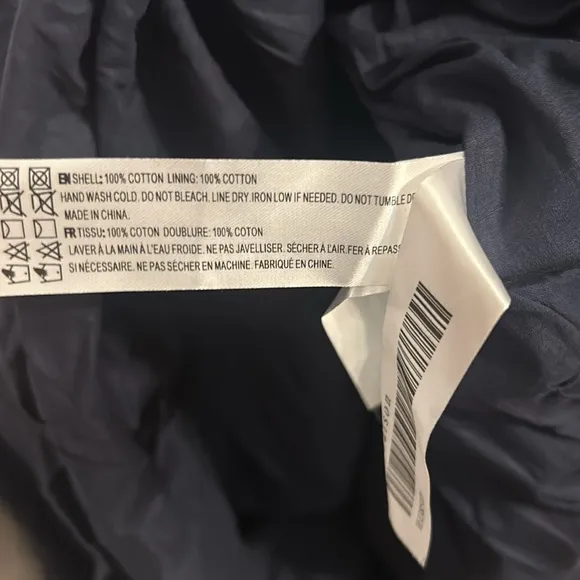 EN SHELL: 100% COTTON LINING: 100% COTTON
HAND WASH COLD. DO NOT BLEACH. LINE DRY. IRON LOW IF NEEDED. DO NOT TUMBLE
MADE IN CHINA.
FR TISSU: 100% COTON DOUBLURE: 100% COTON
LAVER À LA MAIN À L'EAU FROIDE. NE PAS JAVELLISER. SÉCHER À L'AIR. FER À REPASS
SI NÉCESSAIRE. NE PAS SÉCHER EN MACHINE. FABRIQUÉ EN CHINE.